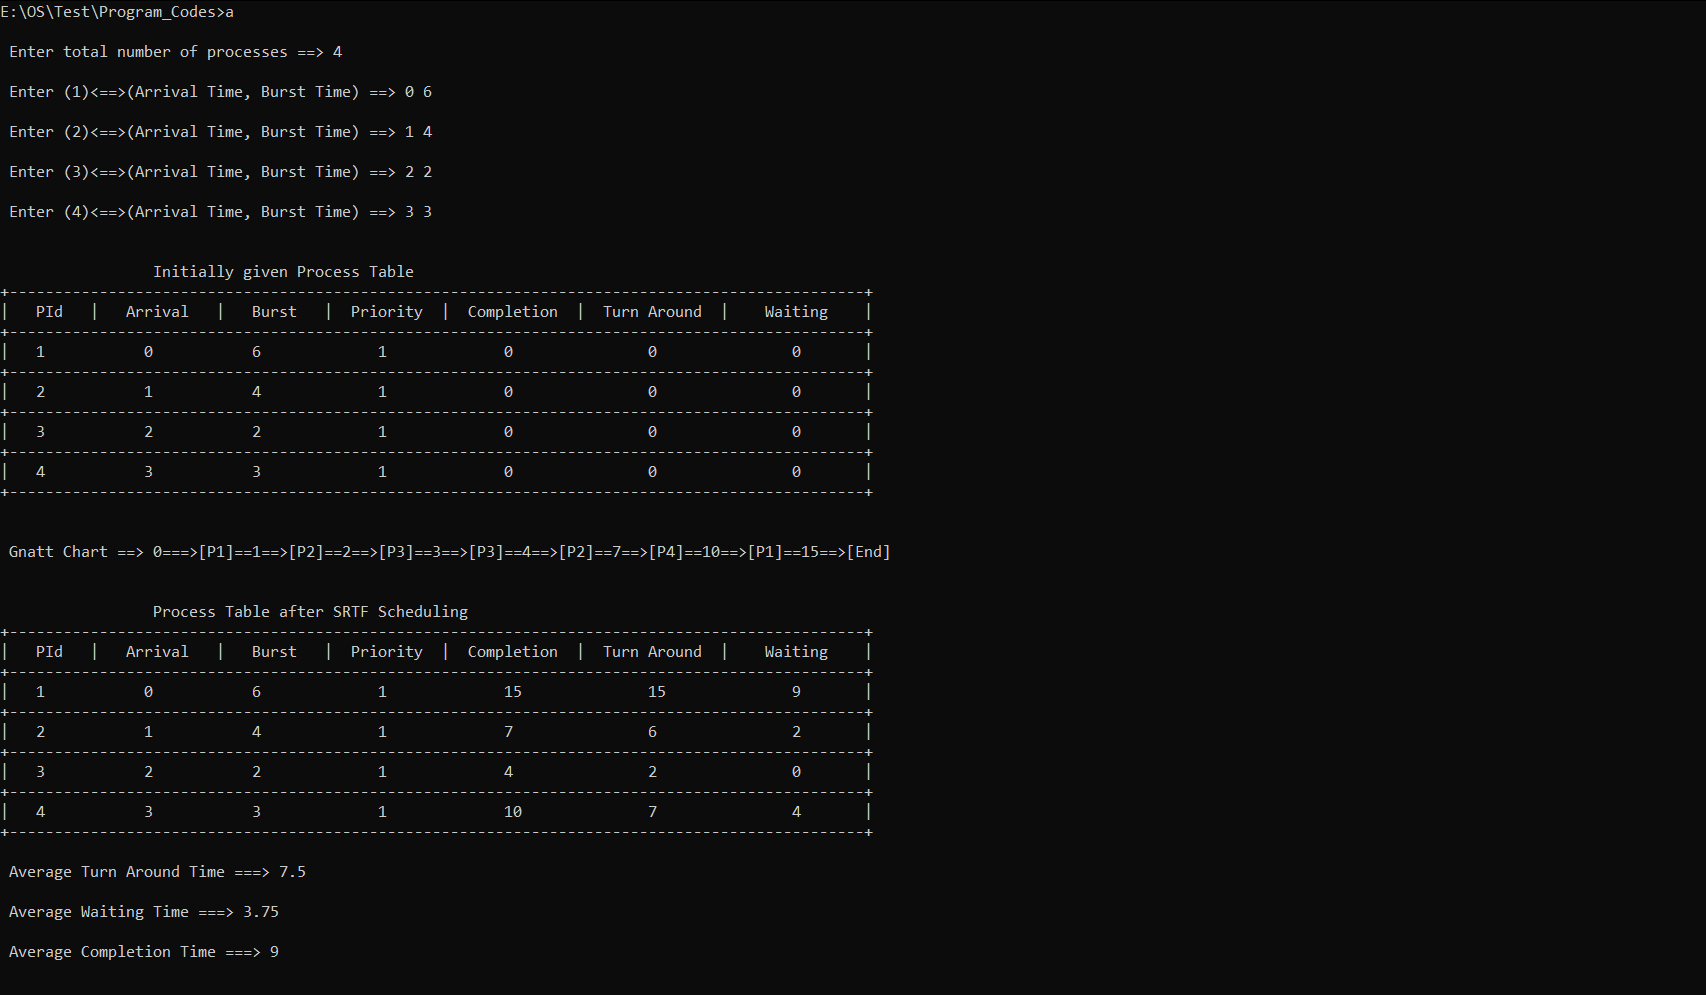 E:\OS\Test\Program_Codes>a
Enter total number of processes ==> 4
Enter (1)<==>(Arrival Time, Burst Time) ==> 0 6
Enter (2)<==>(Arrival Time, Burst Time) ==> 1 4
Enter (3)<==>(Arrival Time, Burst Time) ==> 2 2
Enter (4)<==>(Arrival Time, Burst Time) ==> 3 3
Initially given Process Table
+-----------------------------------------------------------------------------------------------+
| PId | Arrival | Burst | Priority | Completion | Turn Around | Waiting |
+-----------------------------------------------------------------------------------------------+
| 1 0 6 1 0 0 0 |
+-----------------------------------------------------------------------------------------------+
| 2 1 4 1 0 0 0 |
+-----------------------------------------------------------------------------------------------+
| 3 2 2 1 0 0 0 |
+-----------------------------------------------------------------------------------------------+
| 4 3 3 1 0 0 0 |
+-----------------------------------------------------------------------------------------------+
Gnatt Chart ==> 0===>[P1]==1==>[P2]==2==>[P3]==3==>[P3]==4==>[P2]==7==>[P4]==10==>[P1]==15==>[End]
Process Table after SRTF Scheduling
+-----------------------------------------------------------------------------------------------+
| PId | Arrival | Burst | Priority | Completion | Turn Around | Waiting |
+-----------------------------------------------------------------------------------------------+
| 1 0 6 1 15 15 9 |
+-----------------------------------------------------------------------------------------------+
| 2 1 4 1 7 6 2 |
+-----------------------------------------------------------------------------------------------+
| 3 2 2 1 4 2 0 |
+-----------------------------------------------------------------------------------------------+
| 4 3 3 1 10 7 4 |
+-----------------------------------------------------------------------------------------------+
Average Turn Around Time ===> 7.5
Average Waiting Time ===> 3.75
Average Completion Time ===> 9